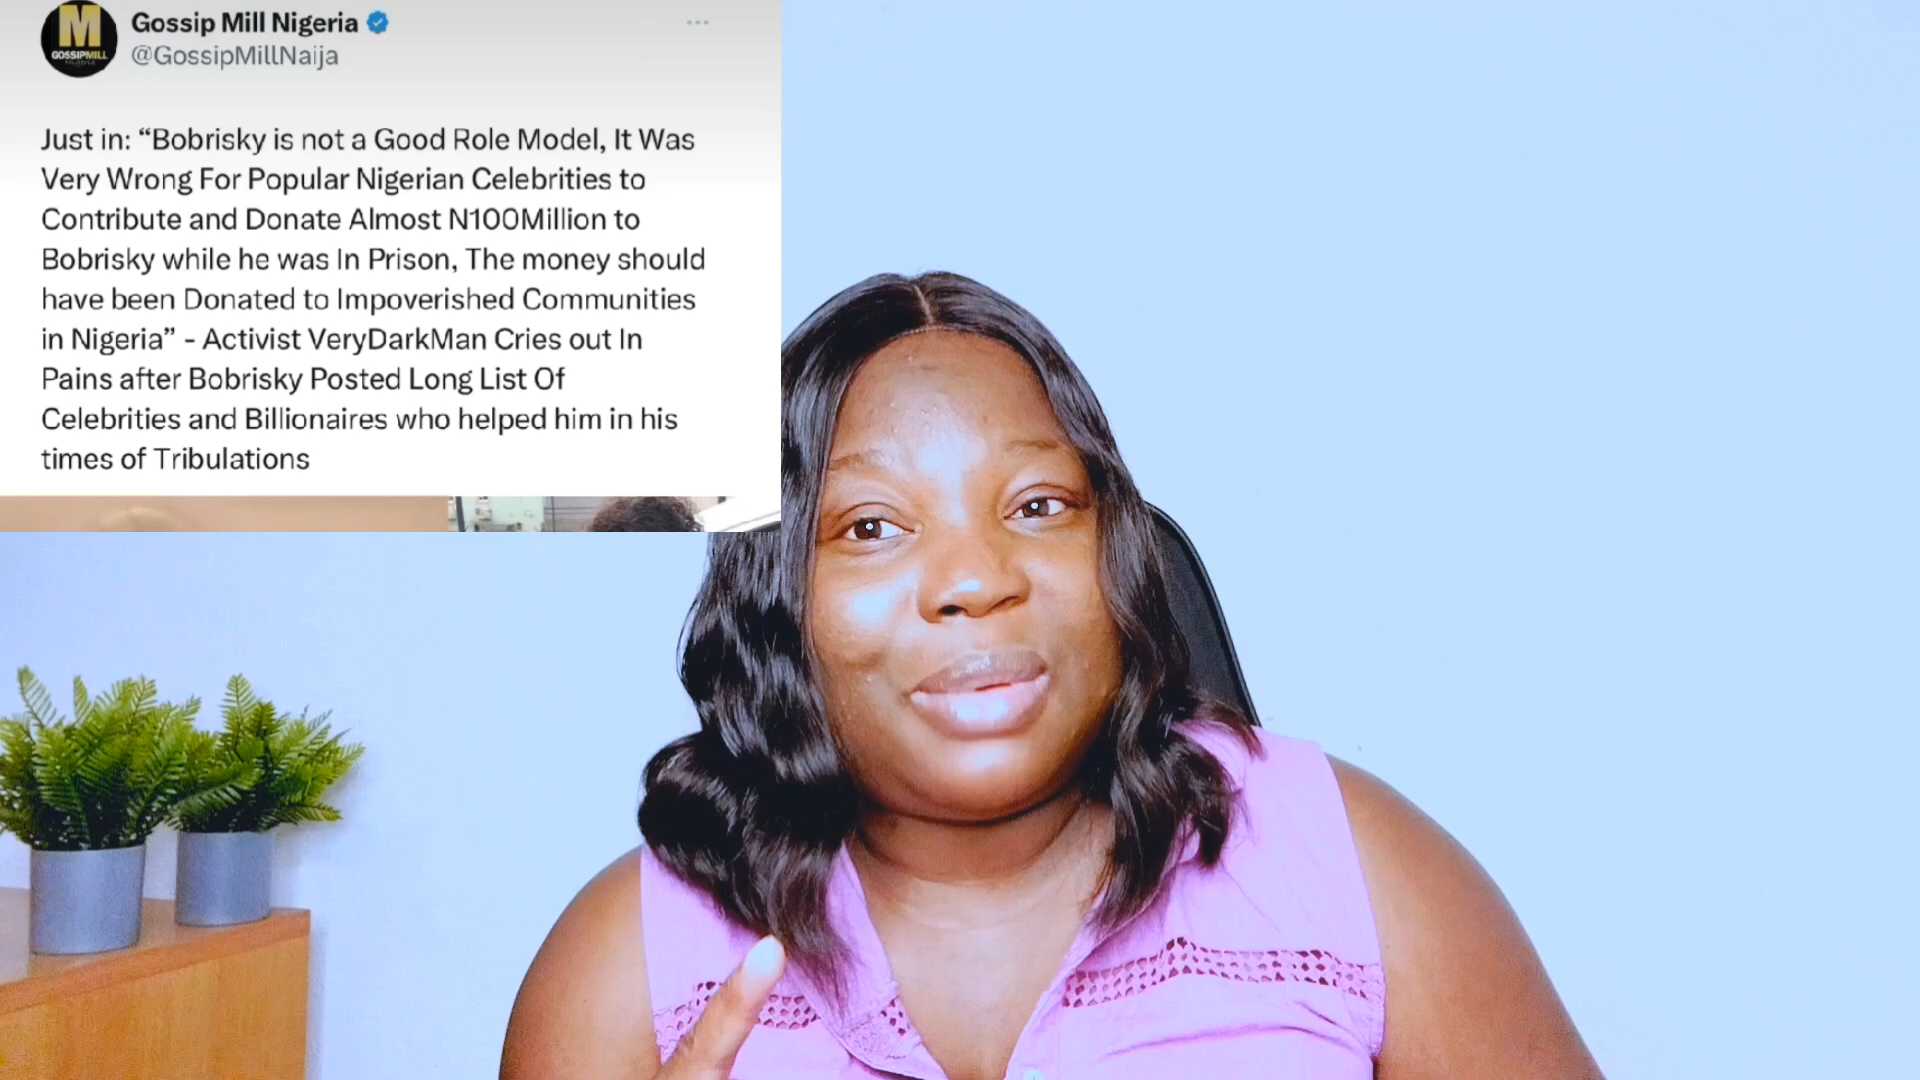 M
GOSSIPMILL
Nigeria
Gossip Mill Nigeria
@GossipMillNaija
Just in: “Bobrisky is not a Good Role Model, It Was
Very Wrong For Popular Nigerian Celebrities to
Contribute and Donate Almost N100Million to
Bobrisky while he was In Prison, The money should
have been Donated to Impoverished Communities
in Nigeria” - Activist VeryDarkMan Cries out In
Pains after Bobrisky Posted Long List Of
Celebrities and Billionaires who helped him in his
times of Tribulations